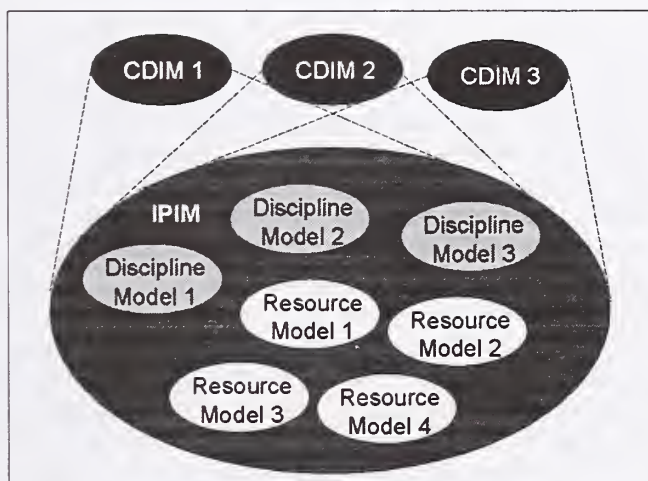 CDIM 1
CDIM 2
CDIM 3
IPIM
Discipline
Model 2
Discipline
Model 3
Discipline
Model 1
Resource
Model 1
Resource
Model 2
Resource
Model 3
Resource
Model 4